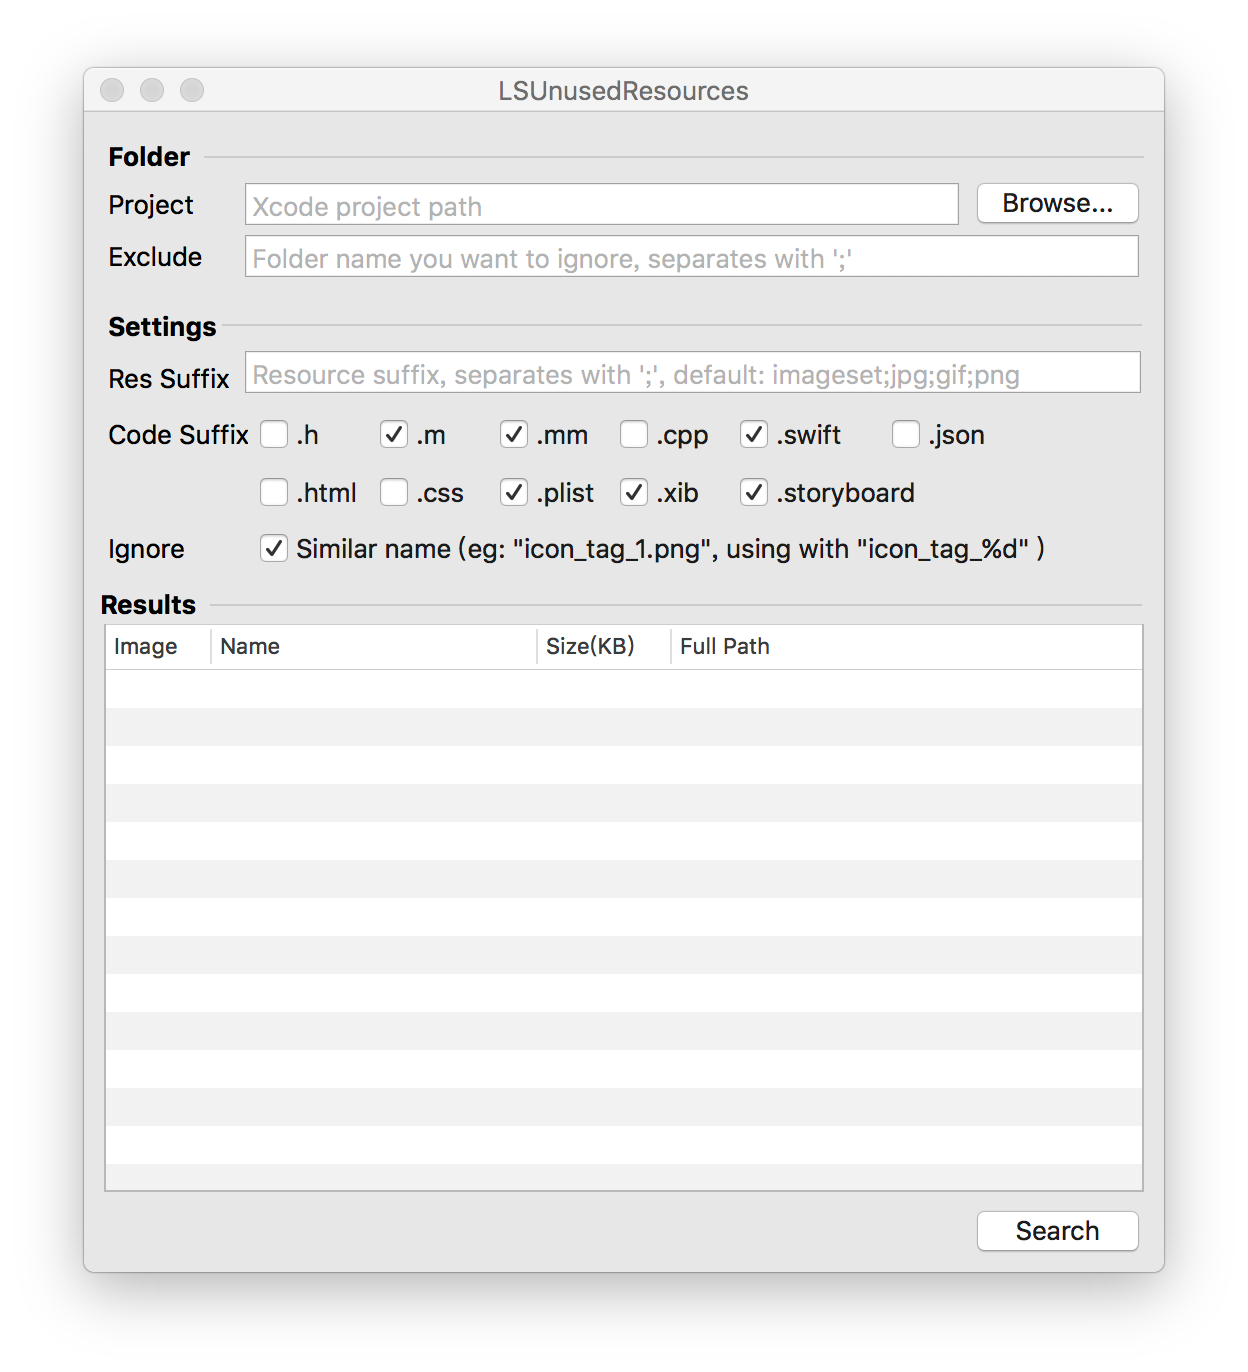 LSUnusedResources
Folder
Project Xcode project path Browse...
Exclude Folder name you want to ignore, separates with ';'
Settings
Res Suffix Resource suffix, separates with ';', default: imageset;jpg;gif;png
Code Suffix .h .m .mm .cpp .swift .json
.html .css .plist .xib .storyboard
Ignore Similar name (eg: "icon_tag_1.png", using with "icon_tag_%d" )
Results
Image Name Size(KB) Full Path
Search